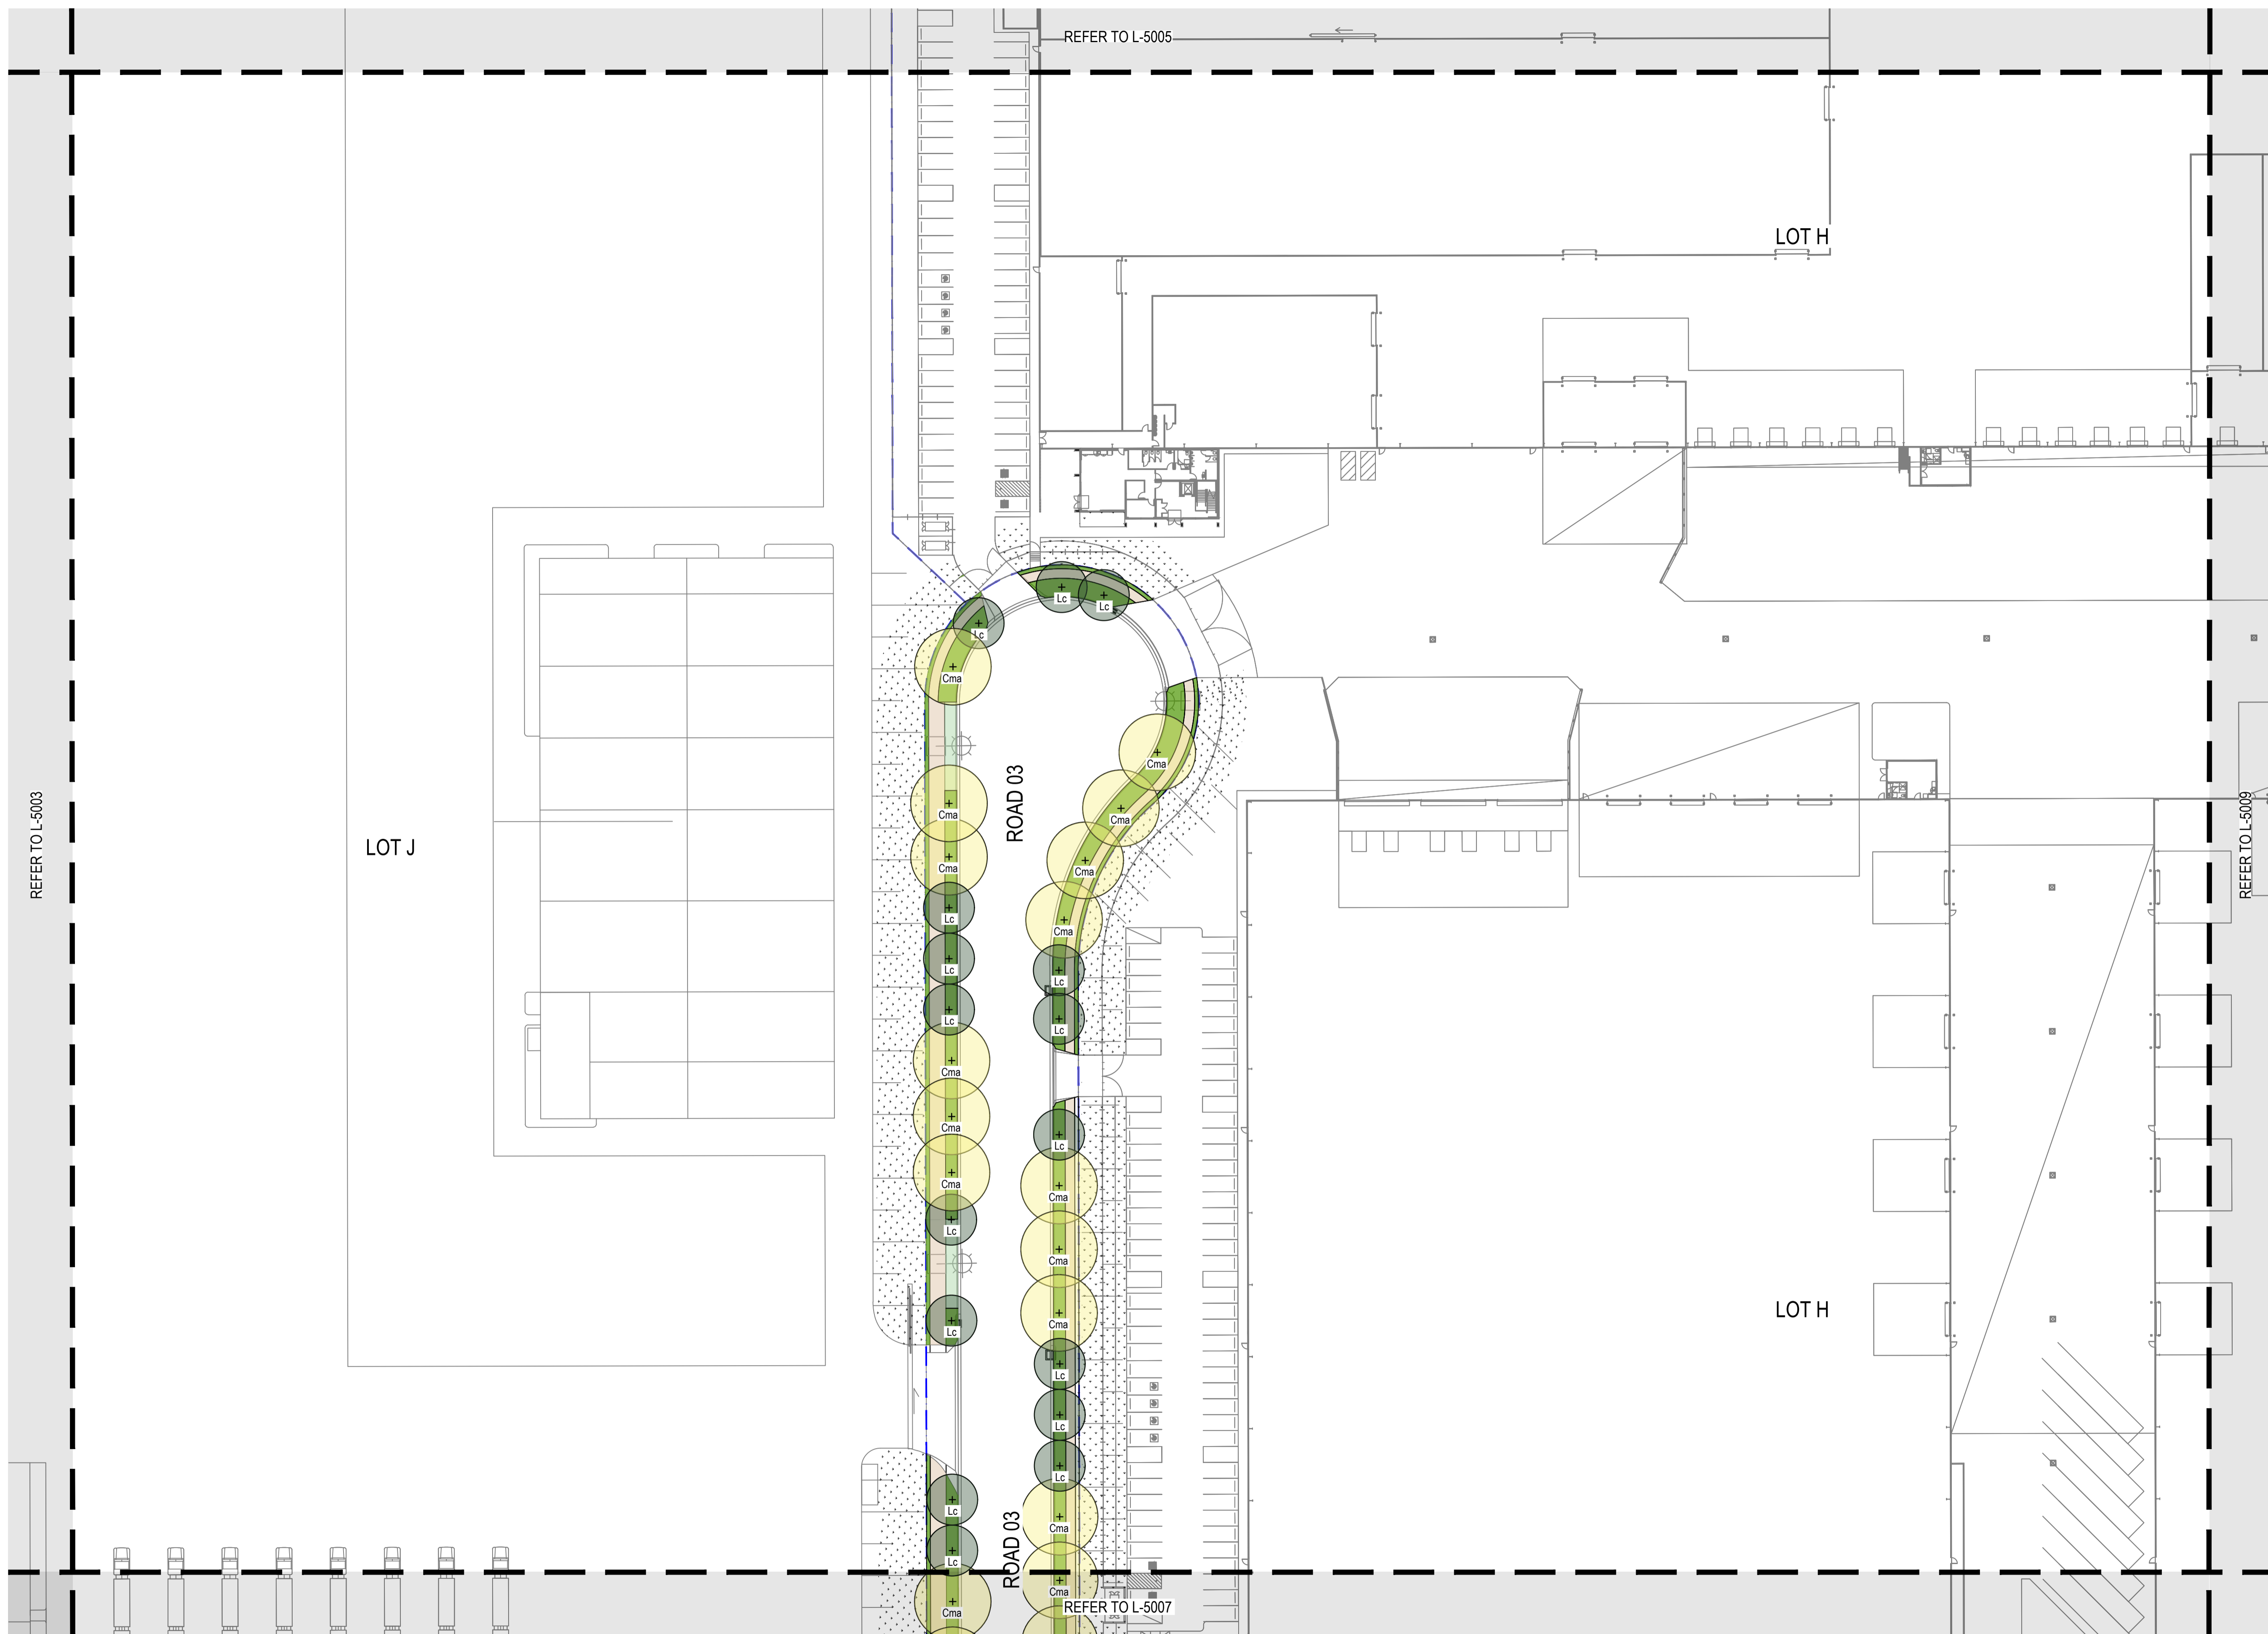 REFER TO L-5005
LOT H
Lc
Lc
Lc
Cma
Cma
Cma
ROAD 03
Cma
REFER TO L-5003
LOT J
REFER TO L-5009
Cma
Cma
Lc
Cma
Lc
Lc
Lc
Lc
Cma
Cma
Lc
Cma
Cma
Lc
Cma
LOT H
Cma
Lc
Lc
Lc
Lc
Lc
Cma
ROAD 03
Lc
Cma
Cma
REFER TO L-5007